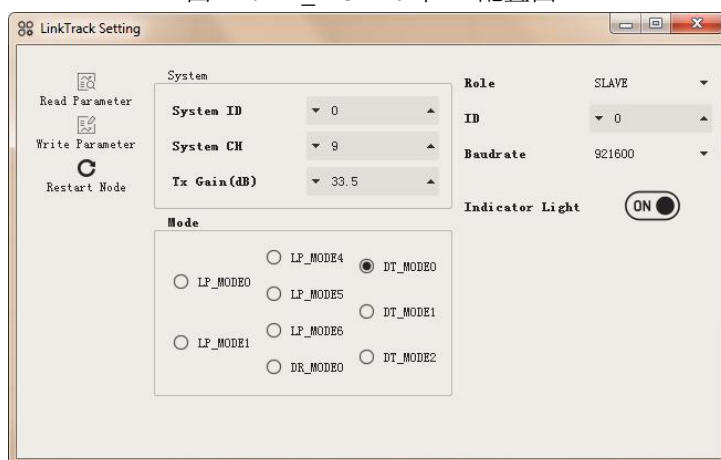 LinkTrack Setting
Read Parameter
Write Parameter
Restart Node
System
System ID 0
System CH 9
Tx Gain(dB) 33.5
Mode
LP_MODE0
LP_MODE1
LP_MODE4
LP_MODE5
LP_MODE6
DR_MODE0
DT_MODE0
DT_MODE1
DT_MODE2
Role SLAVE
ID 0
Baudrate 921600
Indicator Light ON